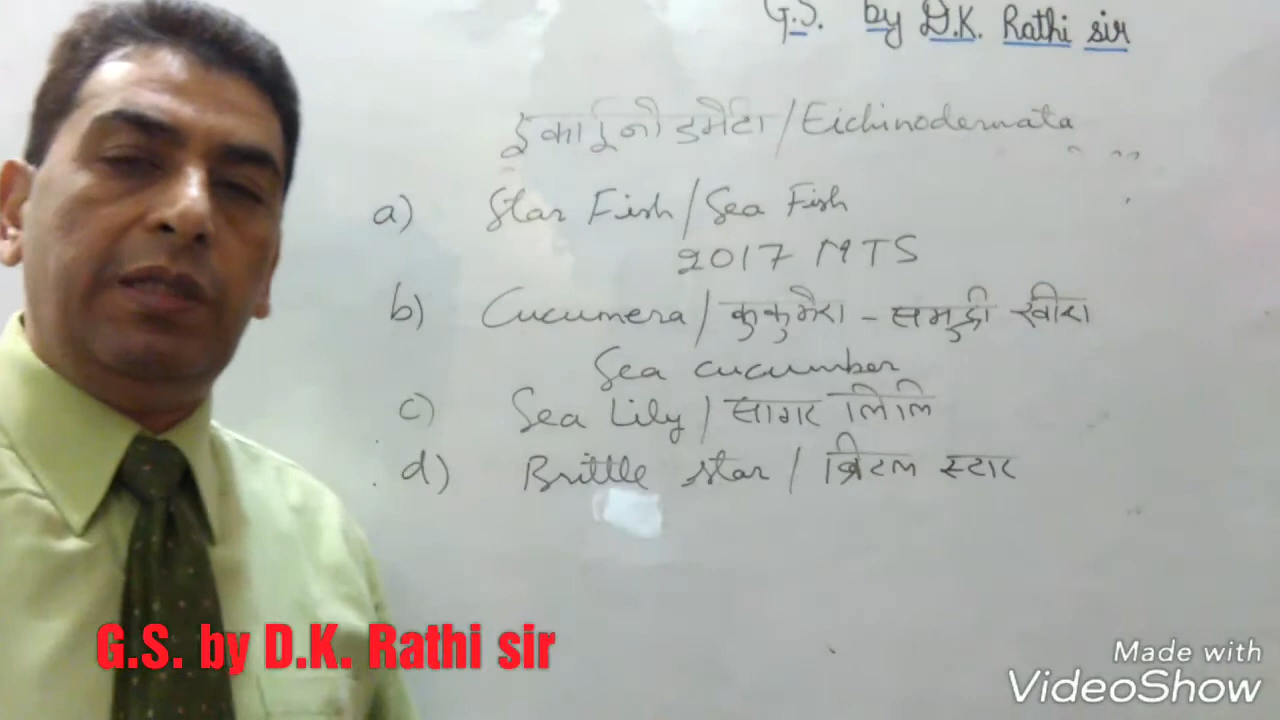 G.S. by D.K. Rathi sir
इकाईनोडर्मेटा / Eichinodermata
a) Star Fish / Sea Fish
2017 MTS
b) Cucumera / कुकुमेरा - समुद्री खीरा
Sea cucumber
c) Sea Lily / सागर लिलि
d) Brittle star / ब्रिटल स्टार
G.S. by D.K. Rathi sir
Made with
VideoShow